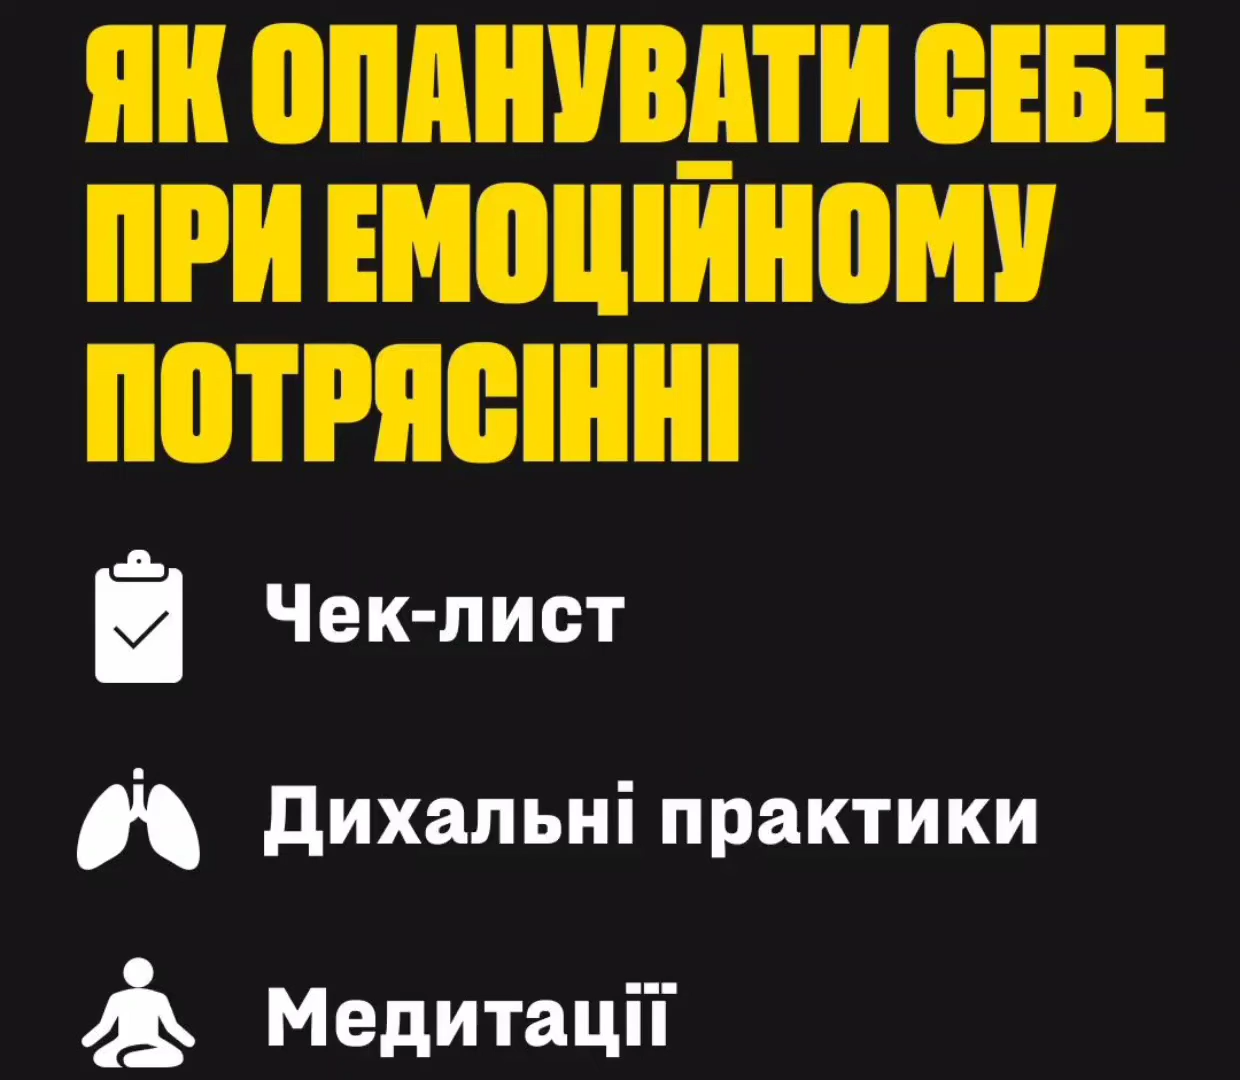 ЯК ОПАНУВАТИ СЕБЕ
ПРИ ЕМОЦІЙНОМУ
ПОТРЯСІННІ
Чек-лист
Дихальні практики
Медитації